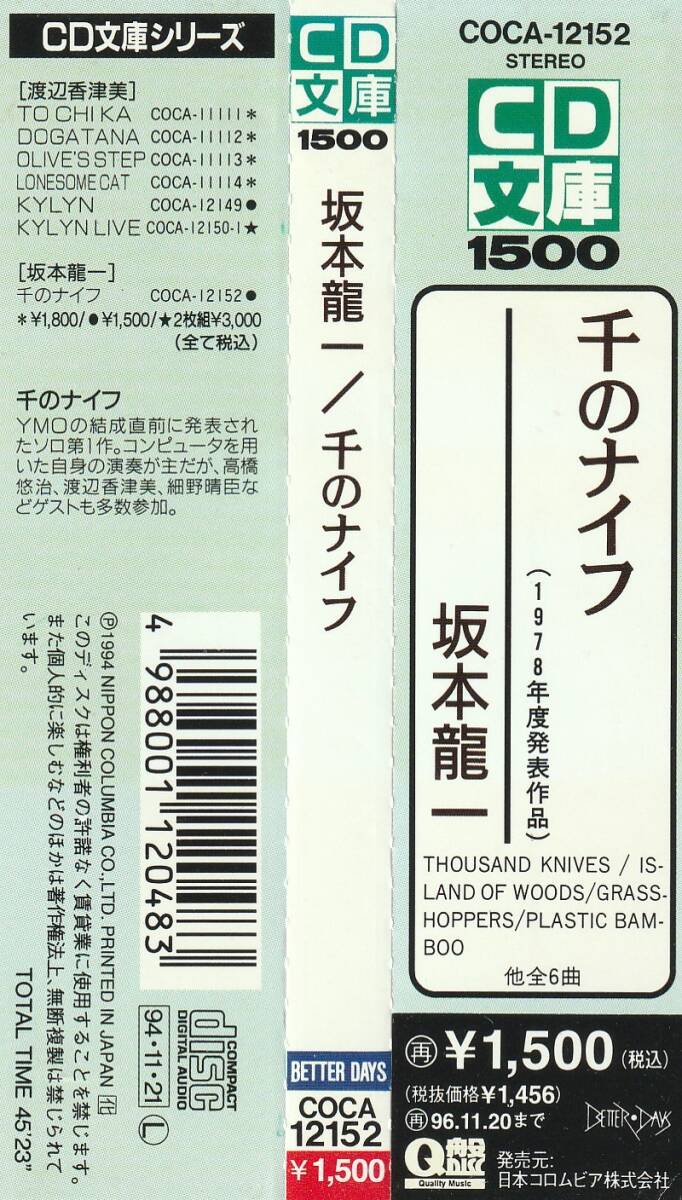 CD文庫シリーズ
[渡辺香津美]
TO CHI KA COCA-11111*
DOGATANA COCA-11112*
OLIVE'S STEP COCA-11113*
LONESOME CAT COCA-11114*
KYLYN COCA-12149●
KYLYN LIVE COCA-12150-1★
[坂本龍一]
千のナイフ COCA-12152●
*¥1,800/●¥1,500/★2枚組¥3,000
(全て税込)
千のナイフ
YMOの結成直前に発表され
たソロ第1作。コンピュータを用
いた自身の演奏が主だが、高橋
悠治、渡辺香津美、細野晴臣な
どゲストも多数参加。
4 988001 120483
Ⓟ1994 NIPPON COLUMBIA CO.,LTD. PRINTED IN JAPAN 化
このディスクは権利者の許諾なく賃貸業に使用することを禁じます。
また個人的に楽しむなどのほかは著作権法上、無断複製は禁じられて
います。
TOTAL TIME 45'23"
COMPACT
disc
DIGITAL AUDIO
94・11・21
L
CD
文庫
1500
坂本龍一/千のナイフ
BETTER DAYS
COCA
12152
¥1,500
COCA-12152
STEREO
CD
文庫
1500
千のナイフ
(1978年度発表作品)
坂本龍一
THOUSAND KNIVES / IS-
LAND OF WOODS/GRASS-
HOPPERS/PLASTIC BAM-
BOO
他全6曲
再¥1,500(税込)
(税抜価格¥1,456)
再96.11.20まで
BETTER・DAYS
Q盤
Quality Music
発売元:
日本コロムビア株式会社